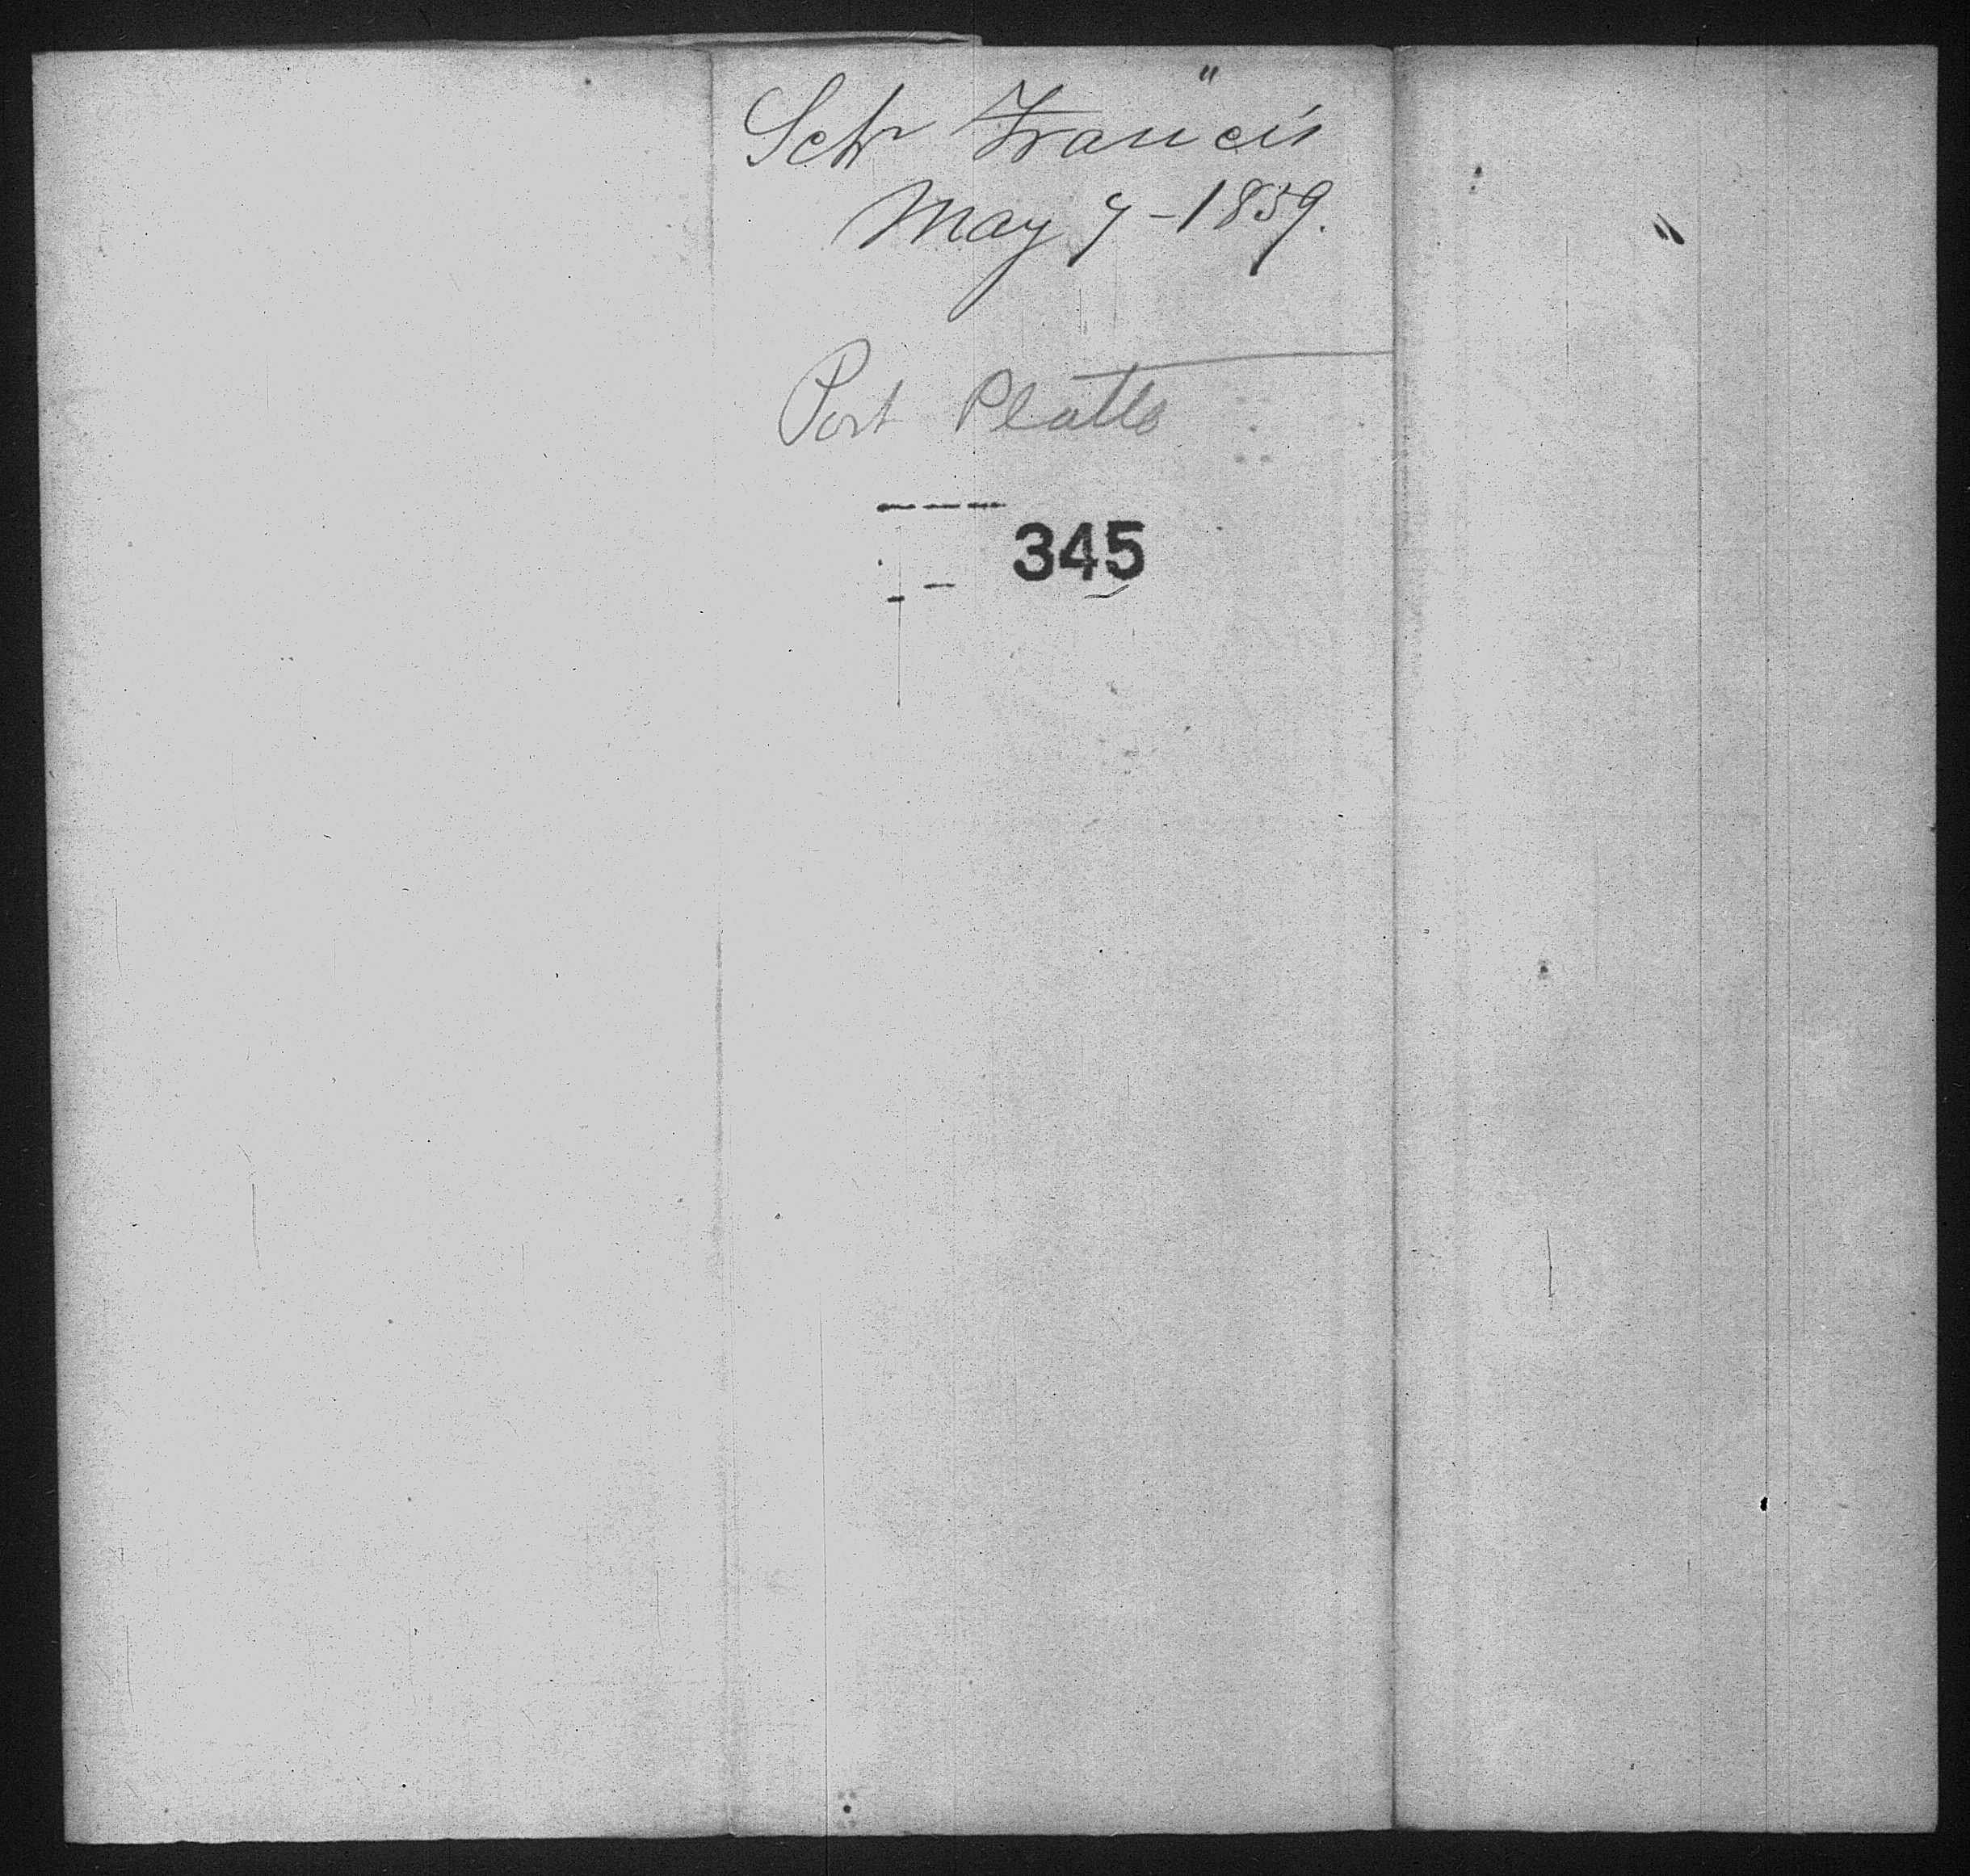 Schr Francis "
May 7-1859.
Port Platte
345